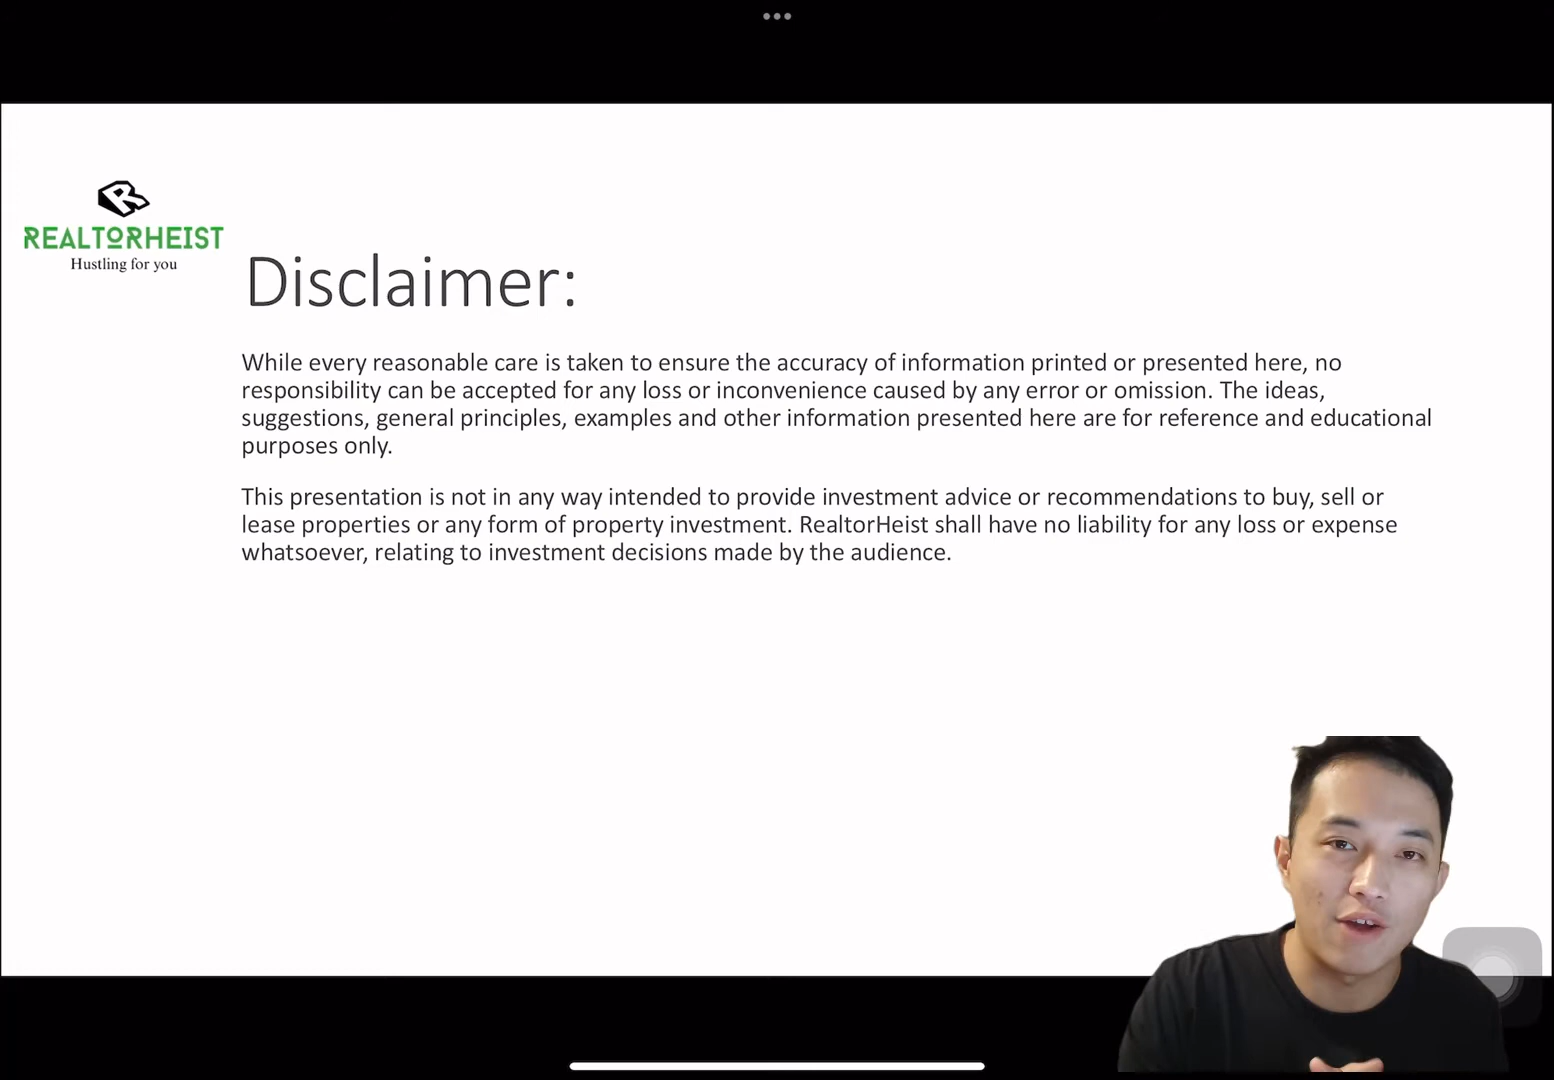 REALTORHEIST
Hustling for you
Disclaimer:
While every reasonable care is taken to ensure the accuracy of information printed or presented here, no
responsibility can be accepted for any loss or inconvenience caused by any error or omission. The ideas,
suggestions, general principles, examples and other information presented here are for reference and educational
purposes only.
This presentation is not in any way intended to provide investment advice or recommendations to buy, sell or
lease properties or any form of property investment. RealtorHeist shall have no liability for any loss or expense
whatsoever, relating to investment decisions made by the audience.